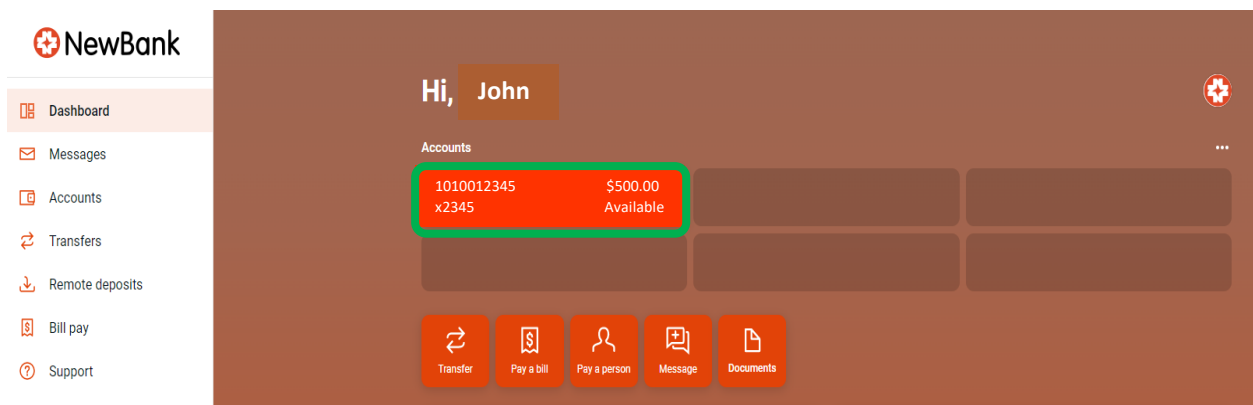 NewBank
Dashboard
Messages
Accounts
Transfers
Remote deposits
Bill pay
Support
Hi, John
Accounts
1010012345 $500.00
x2345 Available
Transfer
Pay a bill
Pay a person
Message
Documents